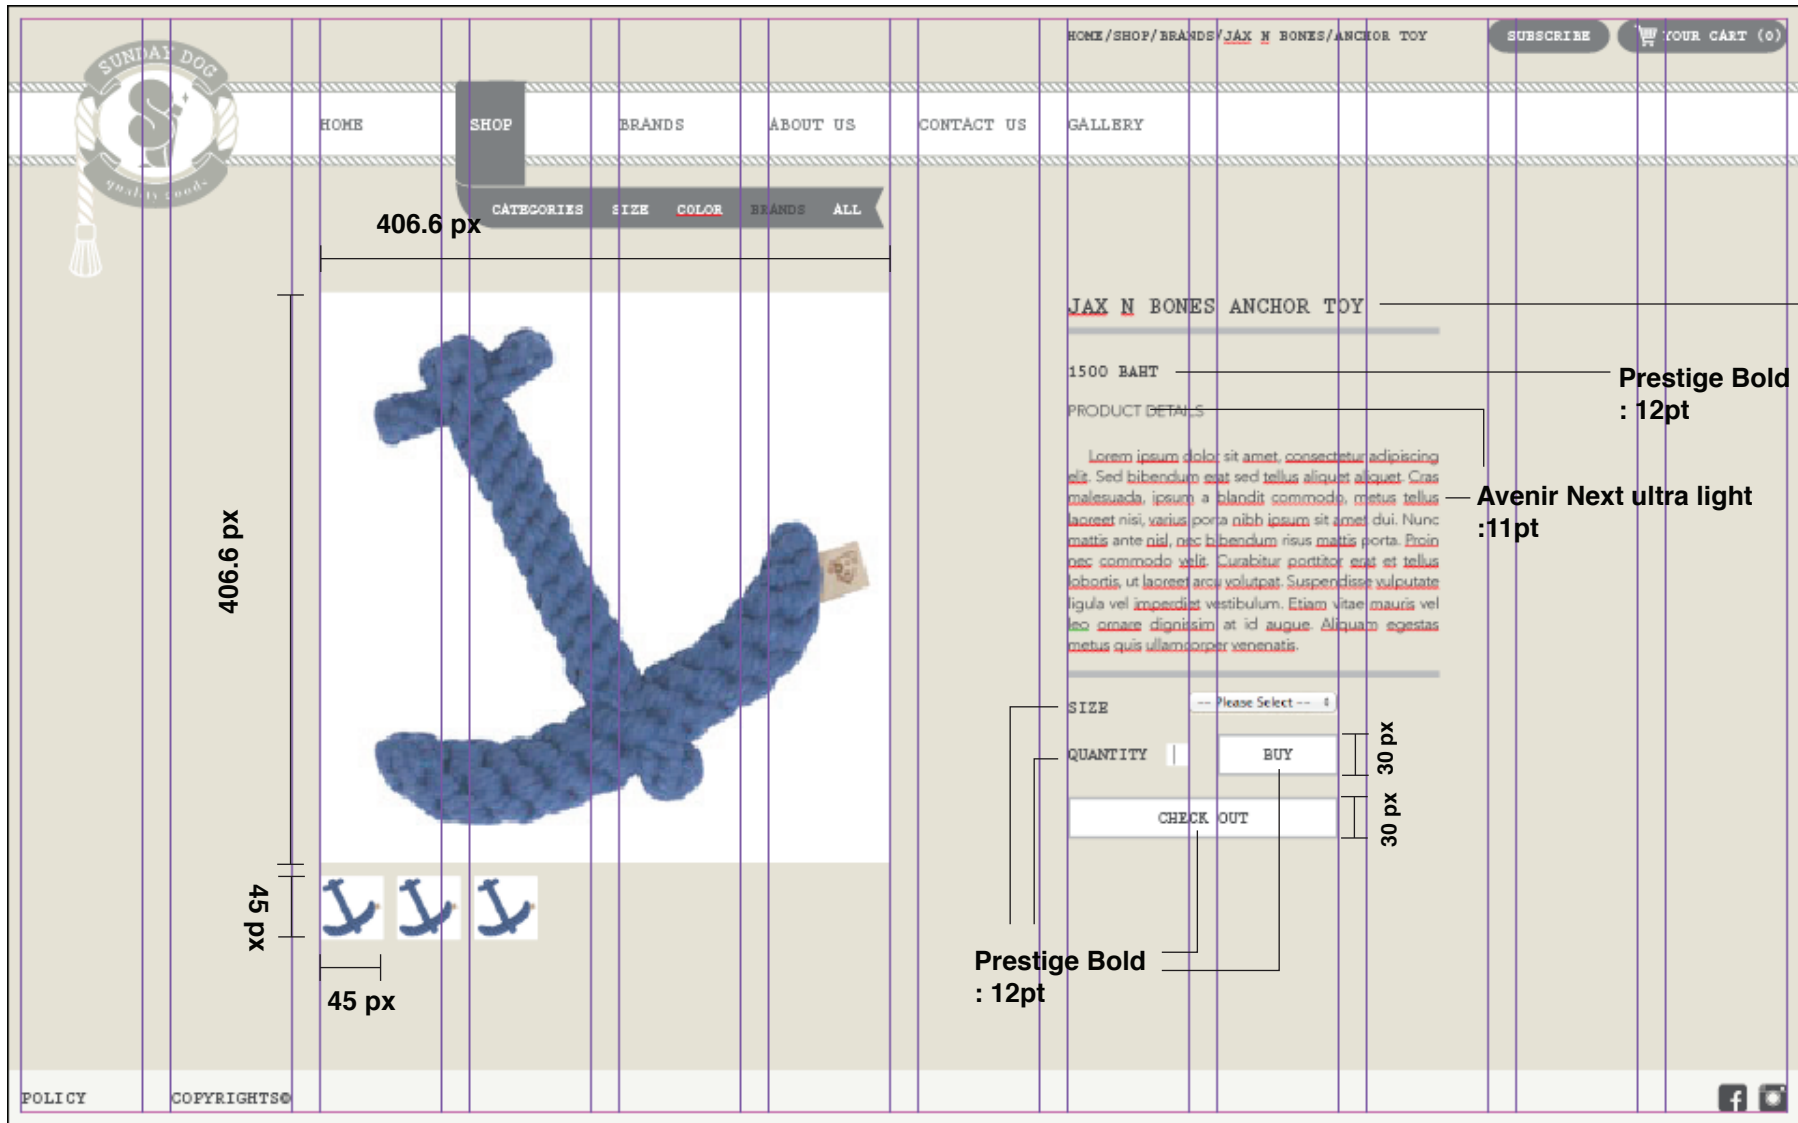 HOME/SHOP/BRANDS/JAX N BONES/ANCHOR TOY
SUBSCRIBE
YOUR CART (0)
SUNDAY DOG
quality goods
HOME
SHOP
BRANDS
ABOUT US
CONTACT US
GALLERY
CATEGORIES
SIZE
COLOR
BRANDS
ALL
406.6 px
406.6 px
JAX N BONES ANCHOR TOY
1500 BAHT
Prestige Bold
: 12pt
PRODUCT DETAILS
Lorem ipsum dolor sit amet, consectetur adipiscing
elit. Sed bibendum erat sed tellus aliquet aliquet. Cras
malesuada, ipsum a blandit commodo, metus tellus
laoreet nisi, varius porta nibh ipsum sit amet dui. Nunc
mattis ante nisl, nec bibendum risus mattis porta. Proin
nec commodo velit. Curabitur porttitor erat et tellus
lobortis, ut laoreet arcu volutpat. Suspendisse vulputate
ligula vel imperdiet vestibulum. Etiam vitae mauris vel
leo ornare dignissim at id augue. Aliquam egestas
metus quis ullamcorper venenatis.
Avenir Next ultra light
:11pt
SIZE
-- Please Select --
QUANTITY
BUY
30 px
CHECK OUT
30 px
45 px
45 px
Prestige Bold
: 12pt
POLICY
COPYRIGHTS©